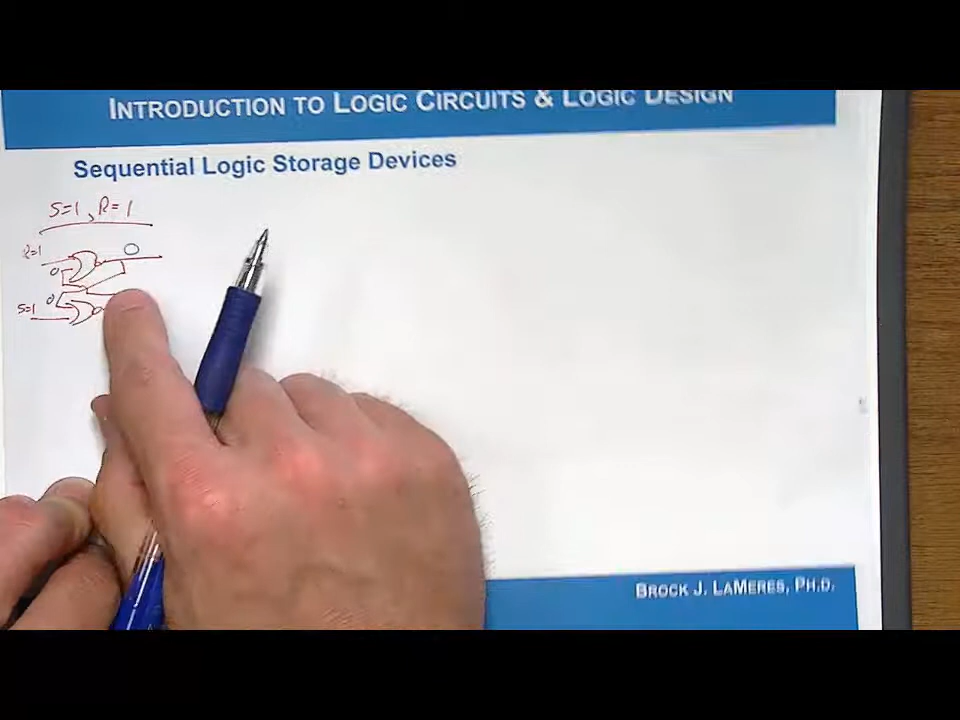 INTRODUCTION TO LOGIC CIRCUITS & LOGIC DESIGN
Sequential Logic Storage Devices
S=1, R=1
R=1
0
0
0
S=1
BROCK J. LAMERES, PH.D.